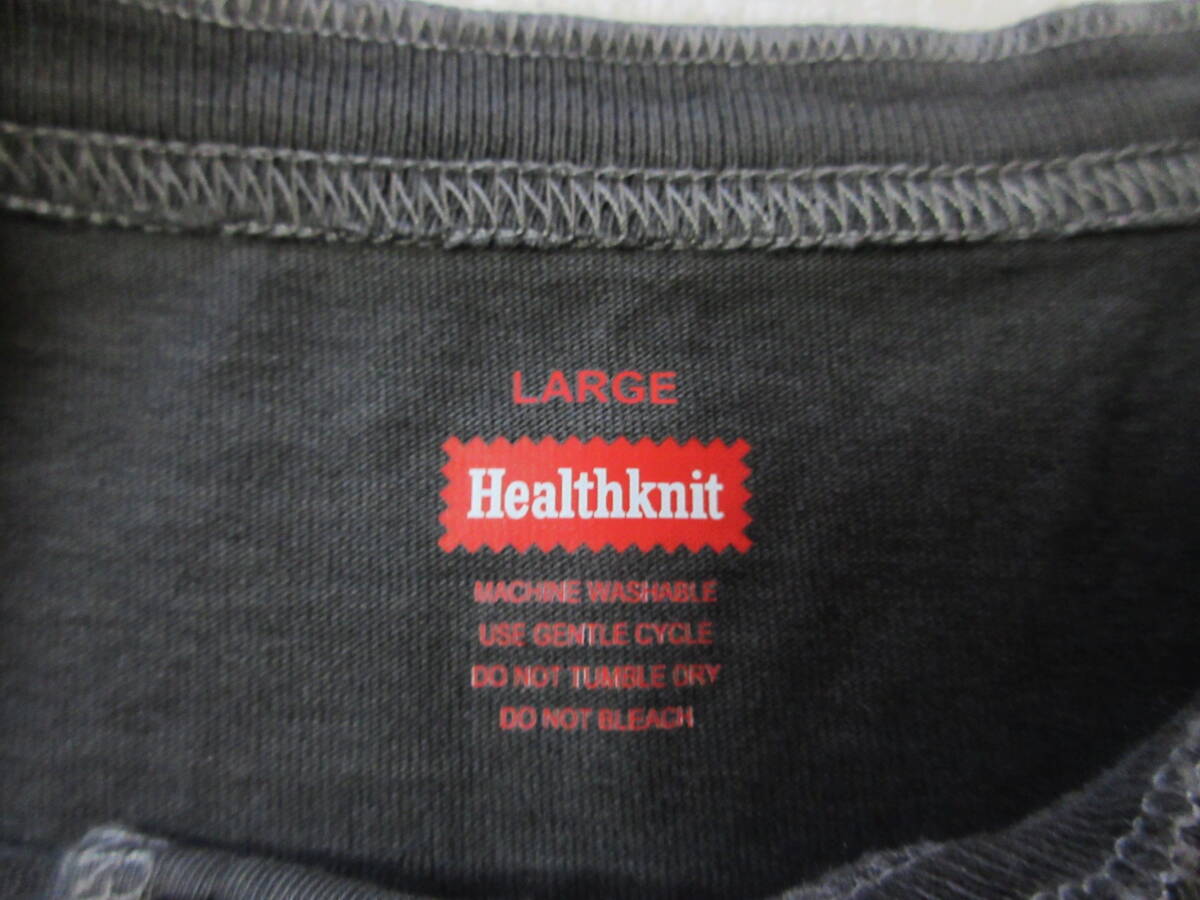 LARGE
Healthknit
MACHINE WASHABLE
USE GENTLE CYCLE
DO NOT TUMBLE DRY
DO NOT BLEACH